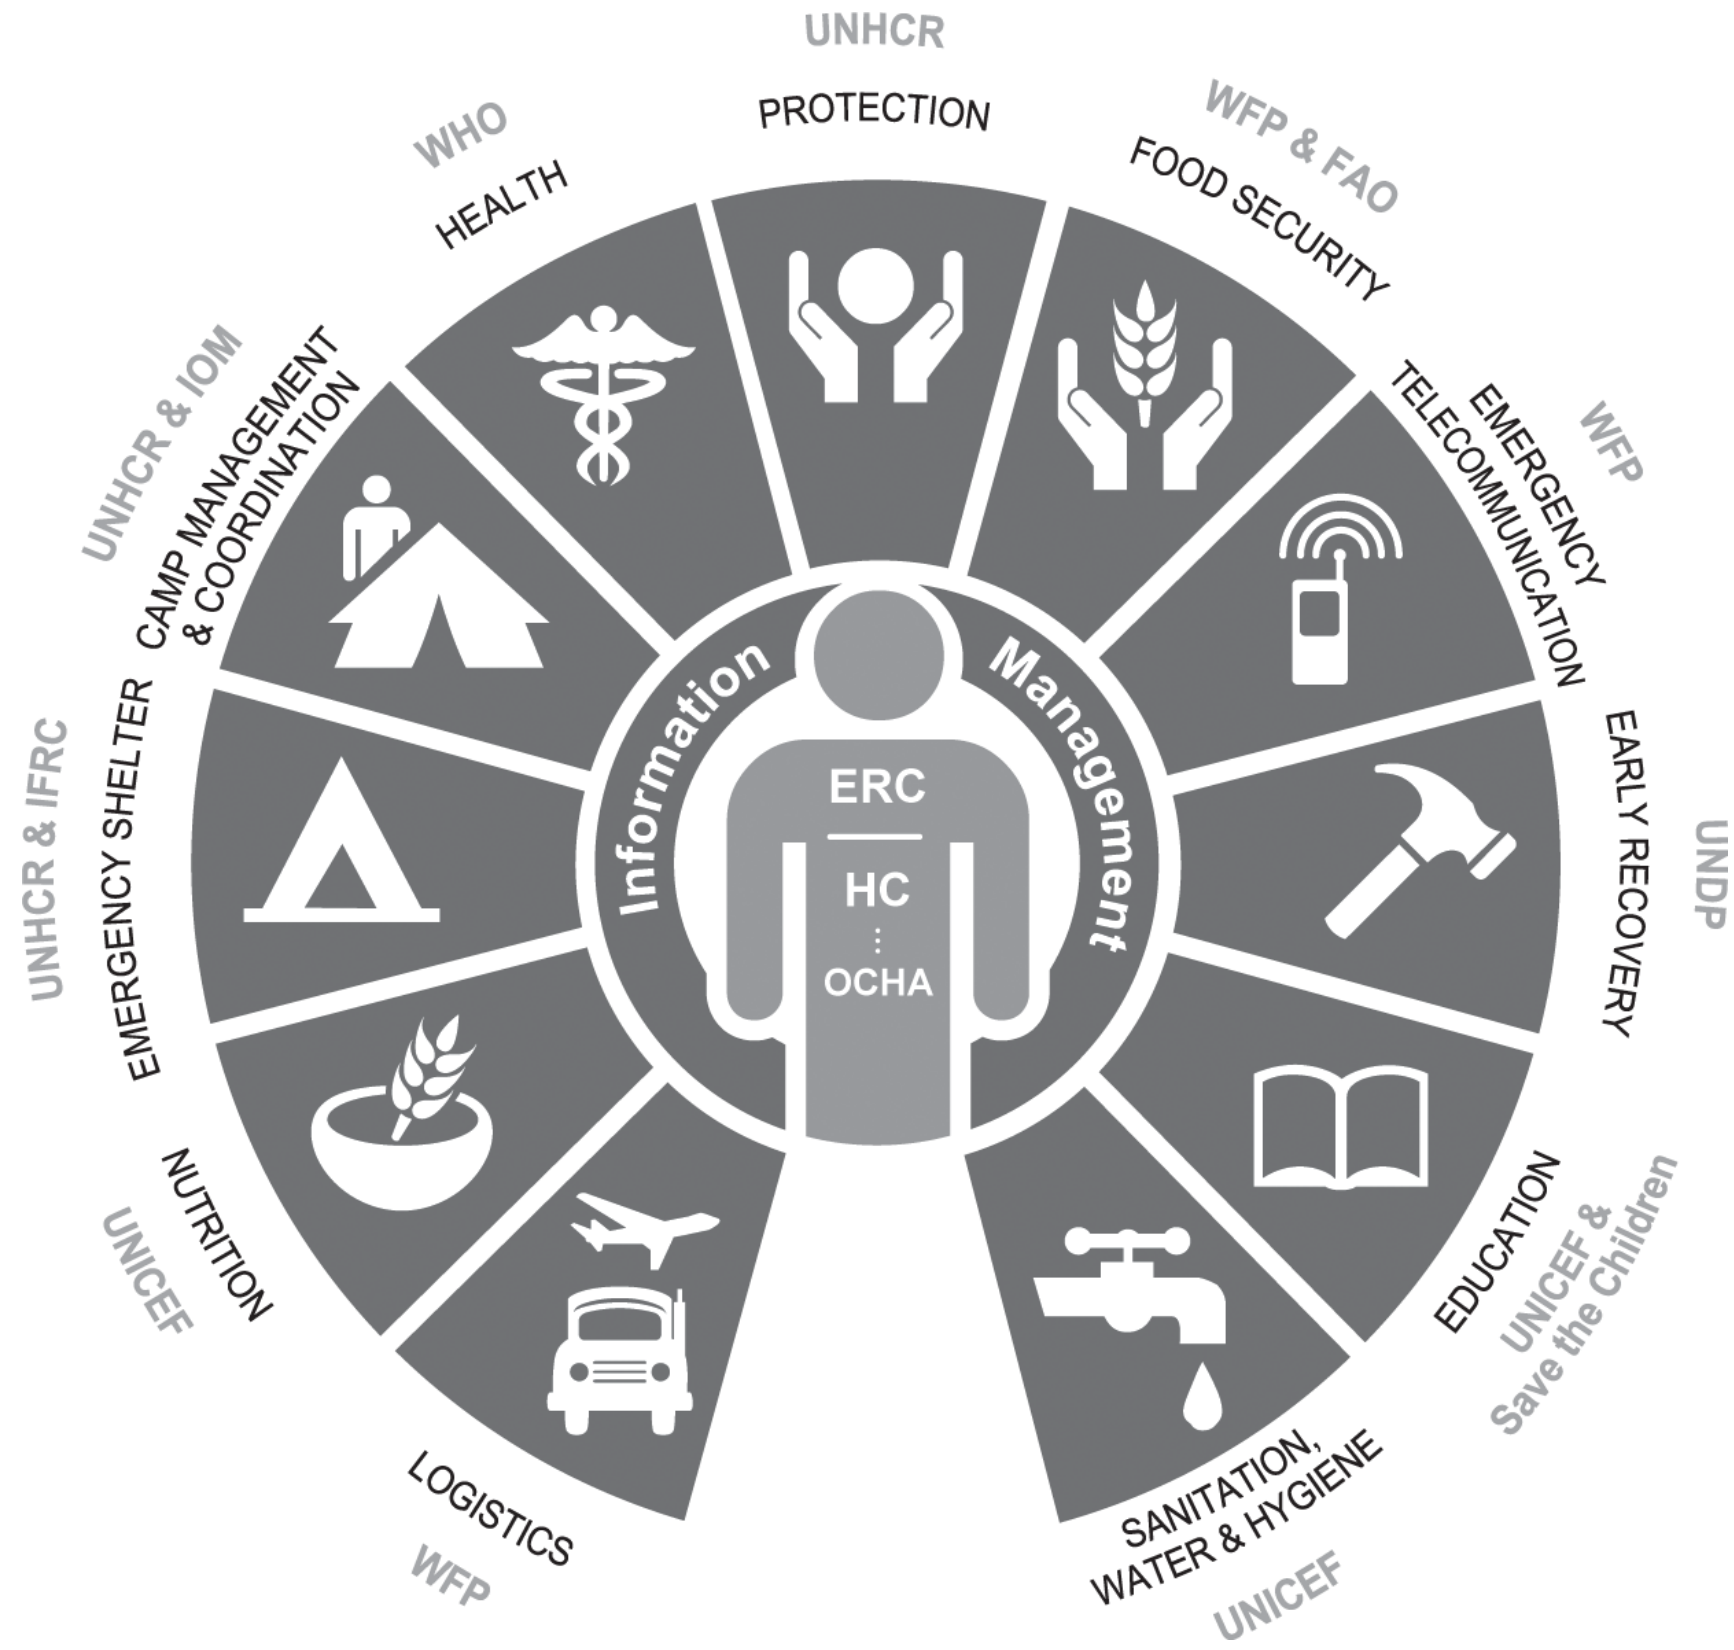 UNHCR
PROTECTION
WFP & FAO
FOOD SECURITY
WFP
EMERGENCY
TELECOMMUNICATION
UNDP
EARLY RECOVERY
UNICEF &
Save the Children
EDUCATION
SANITATION,
WATER & HYGIENE
UNICEF
LOGISTICS
WFP
NUTRITION
UNICEF
UNHCR & IFRC
EMERGENCY SHELTER
UNHCR & IOM
CAMP MANAGEMENT
& COORDINATION
WHO
HEALTH
Information
Management
ERC
HC
OCHA